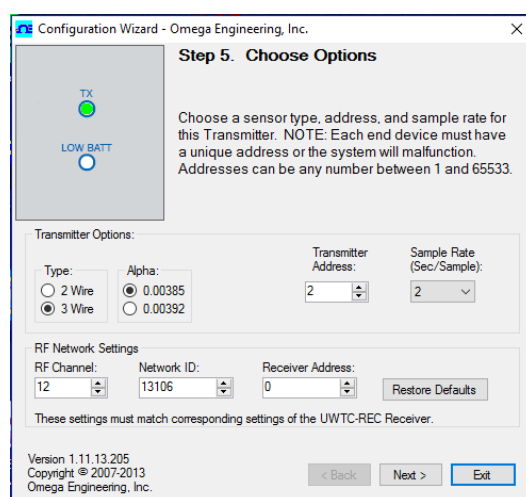 Configuration Wizard - Omega Engineering, Inc.
Step 5. Choose Options
TX
LOW BATT
Choose a sensor type, address, and sample rate for
this Transmitter. NOTE: Each end device must have
a unique address or the system will malfunction.
Addresses can be any number between 1 and 65533.
Transmitter Options:
Type:
2 Wire
3 Wire
Alpha:
0.00385
0.00392
Transmitter
Address:
2
Sample Rate
(Sec/Sample):
2
RF Network Settings
RF Channel:
12
Network ID:
13106
Receiver Address:
0
Restore Defaults
These settings must match corresponding settings of the UWTC-REC Receiver.
Version 1.11.13.205
Copyright © 2007-2013
Omega Engineering, Inc.
< Back
Next >
Exit